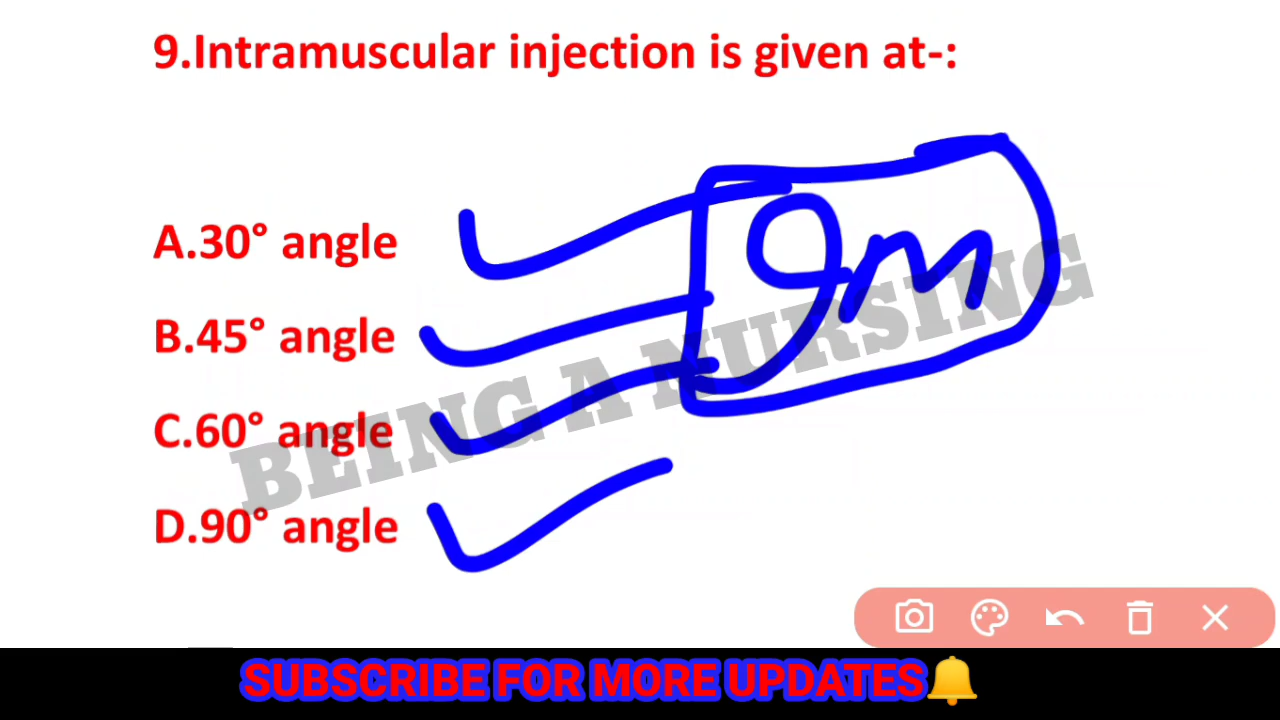 9.Intramuscular injection is given at-:
A.30° angle
IM
B.45° angle
C.60° angle
D.90° angle
BEING A NURSING
SUBSCRIBE FOR MORE UPDATES🔔